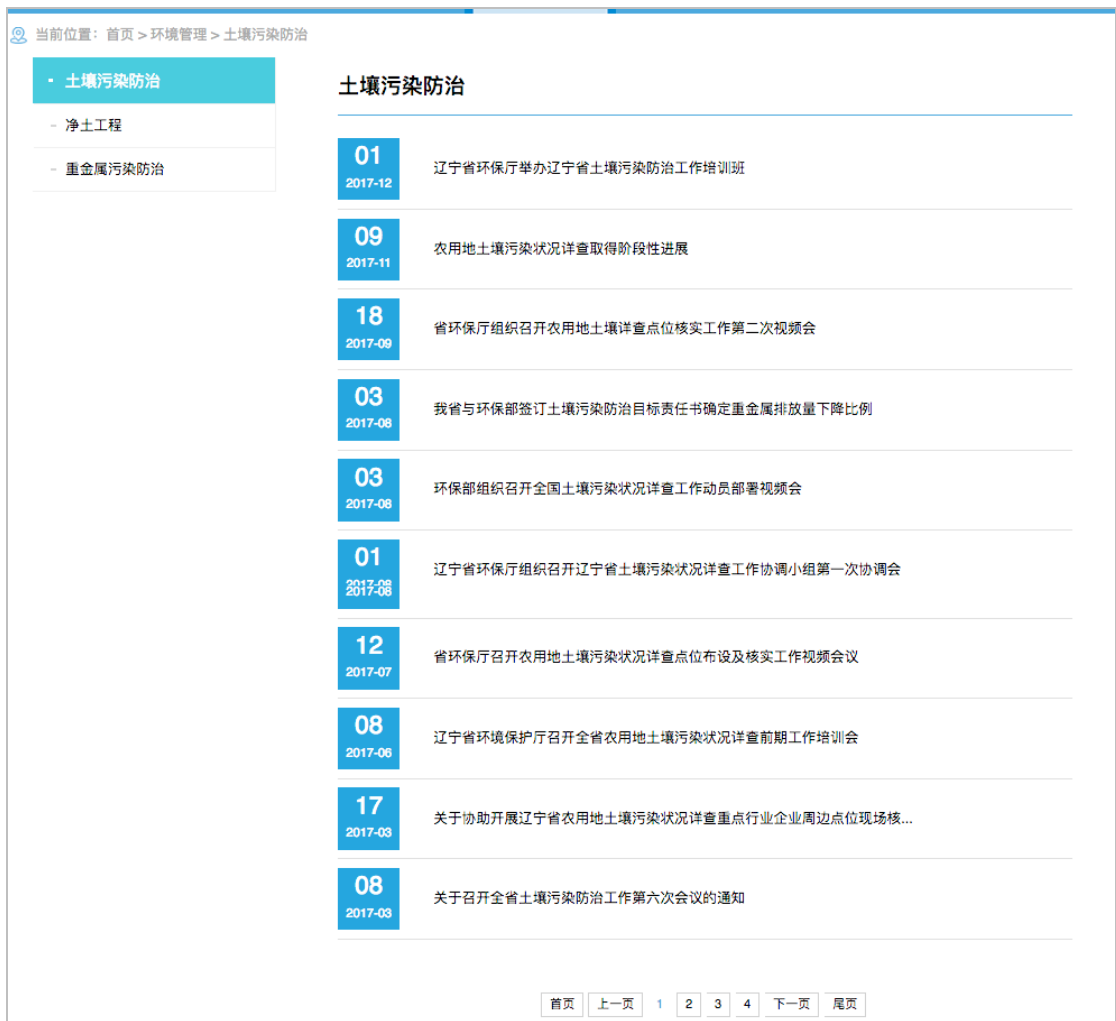 当前位置：首页 > 环境管理 > 土壤污染防治
土壤污染防治
净土工程
重金属污染防治
土壤污染防治
01
2017-12
辽宁省环保厅举办辽宁省土壤污染防治工作培训班
09
2017-11
农用地土壤污染状况详查取得阶段性进展
18
2017-09
省环保厅组织召开农用地土壤详查点位核实工作第二次视频会
03
2017-08
我省与环保部签订土壤污染防治目标责任书确定重金属排放量下降比例
03
2017-08
环保部组织召开全国土壤污染状况详查工作动员部署视频会
01
2017-08
2017-08
辽宁省环保厅组织召开辽宁省土壤污染状况详查工作协调小组第一次协调会
12
2017-07
省环保厅召开农用地土壤污染状况详查点位布设及核实工作视频会议
08
2017-06
辽宁省环境保护厅召开全省农用地土壤污染状况详查前期工作培训会
17
2017-03
关于协助开展辽宁省农用地土壤污染状况详查重点行业企业周边点位现场核...
08
2017-03
关于召开全省土壤污染防治工作第六次会议的通知
首页 上一页 1 2 3 4 下一页 尾页